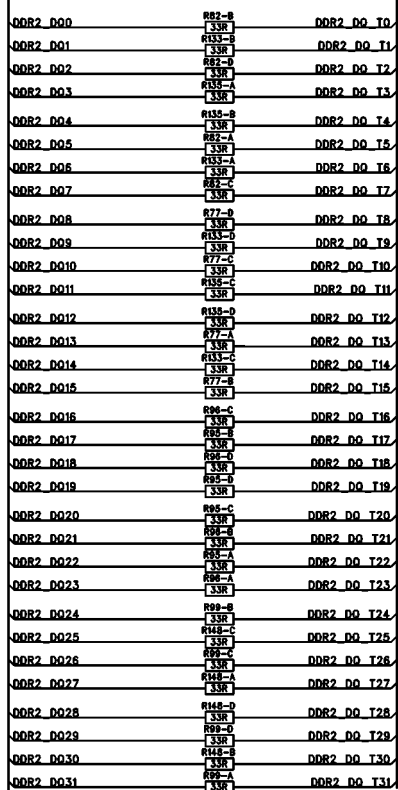 DDR2_DQ0 R82-B 33R DDR2_DQ_T0
DDR2_DQ1 R133-B 33R DDR2_DQ_T1
DDR2_DQ2 R82-D 33R DDR2_DQ_T2
DDR2_DQ3 R135-A 33R DDR2_DQ_T3
DDR2_DQ4 R135-B 33R DDR2_DQ_T4
DDR2_DQ5 R82-A 33R DDR2_DQ_T5
DDR2_DQ6 R133-A 33R DDR2_DQ_T6
DDR2_DQ7 R82-C 33R DDR2_DQ_T7
DDR2_DQ8 R77-D 33R DDR2_DQ_T8
DDR2_DQ9 R133-D 33R DDR2_DQ_T9
DDR2_DQ10 R77-C 33R DDR2_DQ_T10
DDR2_DQ11 R135-C 33R DDR2_DQ_T11
DDR2_DQ12 R135-D 33R DDR2_DQ_T12
DDR2_DQ13 R77-A 33R DDR2_DQ_T13
DDR2_DQ14 R133-C 33R DDR2_DQ_T14
DDR2_DQ15 R77-B 33R DDR2_DQ_T15
DDR2_DQ16 R96-C 33R DDR2_DQ_T16
DDR2_DQ17 R95-B 33R DDR2_DQ_T17
DDR2_DQ18 R96-D 33R DDR2_DQ_T18
DDR2_DQ19 R95-D 33R DDR2_DQ_T19
DDR2_DQ20 R95-C 33R DDR2_DQ_T20
DDR2_DQ21 R96-B 33R DDR2_DQ_T21
DDR2_DQ22 R95-A 33R DDR2_DQ_T22
DDR2_DQ23 R96-A 33R DDR2_DQ_T23
DDR2_DQ24 R99-B 33R DDR2_DQ_T24
DDR2_DQ25 R148-C 33R DDR2_DQ_T25
DDR2_DQ26 R99-C 33R DDR2_DQ_T26
DDR2_DQ27 R148-A 33R DDR2_DQ_T27
DDR2_DQ28 R148-D 33R DDR2_DQ_T28
DDR2_DQ29 R99-D 33R DDR2_DQ_T29
DDR2_DQ30 R148-B 33R DDR2_DQ_T30
DDR2_DQ31 R99-A 33R DDR2_DQ_T31